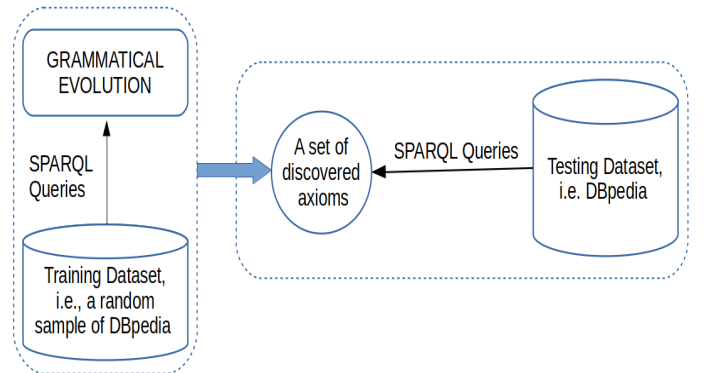 GRAMMATICAL
EVOLUTION
SPARQL
Queries
Training Dataset,
i.e., a random
sample of DBpedia
A set of
discovered
axioms
SPARQL Queries
Testing Dataset,
i.e. DBpedia